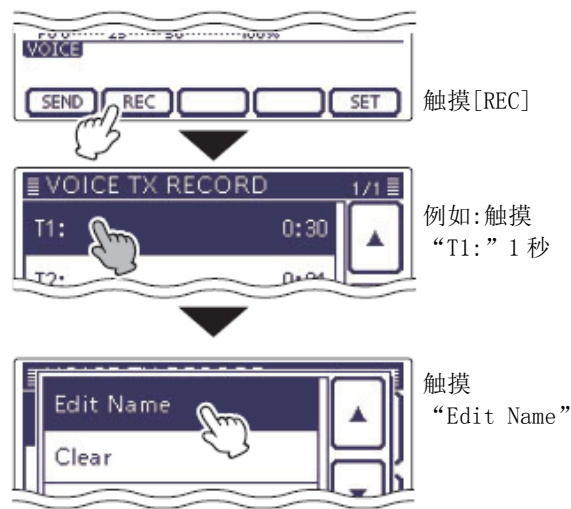 VOICE
SEND REC SET
触摸[REC]
VOICE TX RECORD 1/1
T1: 0:30
例如:触摸
“T1:”1秒
Edit Name
Clear
触摸
“Edit Name”